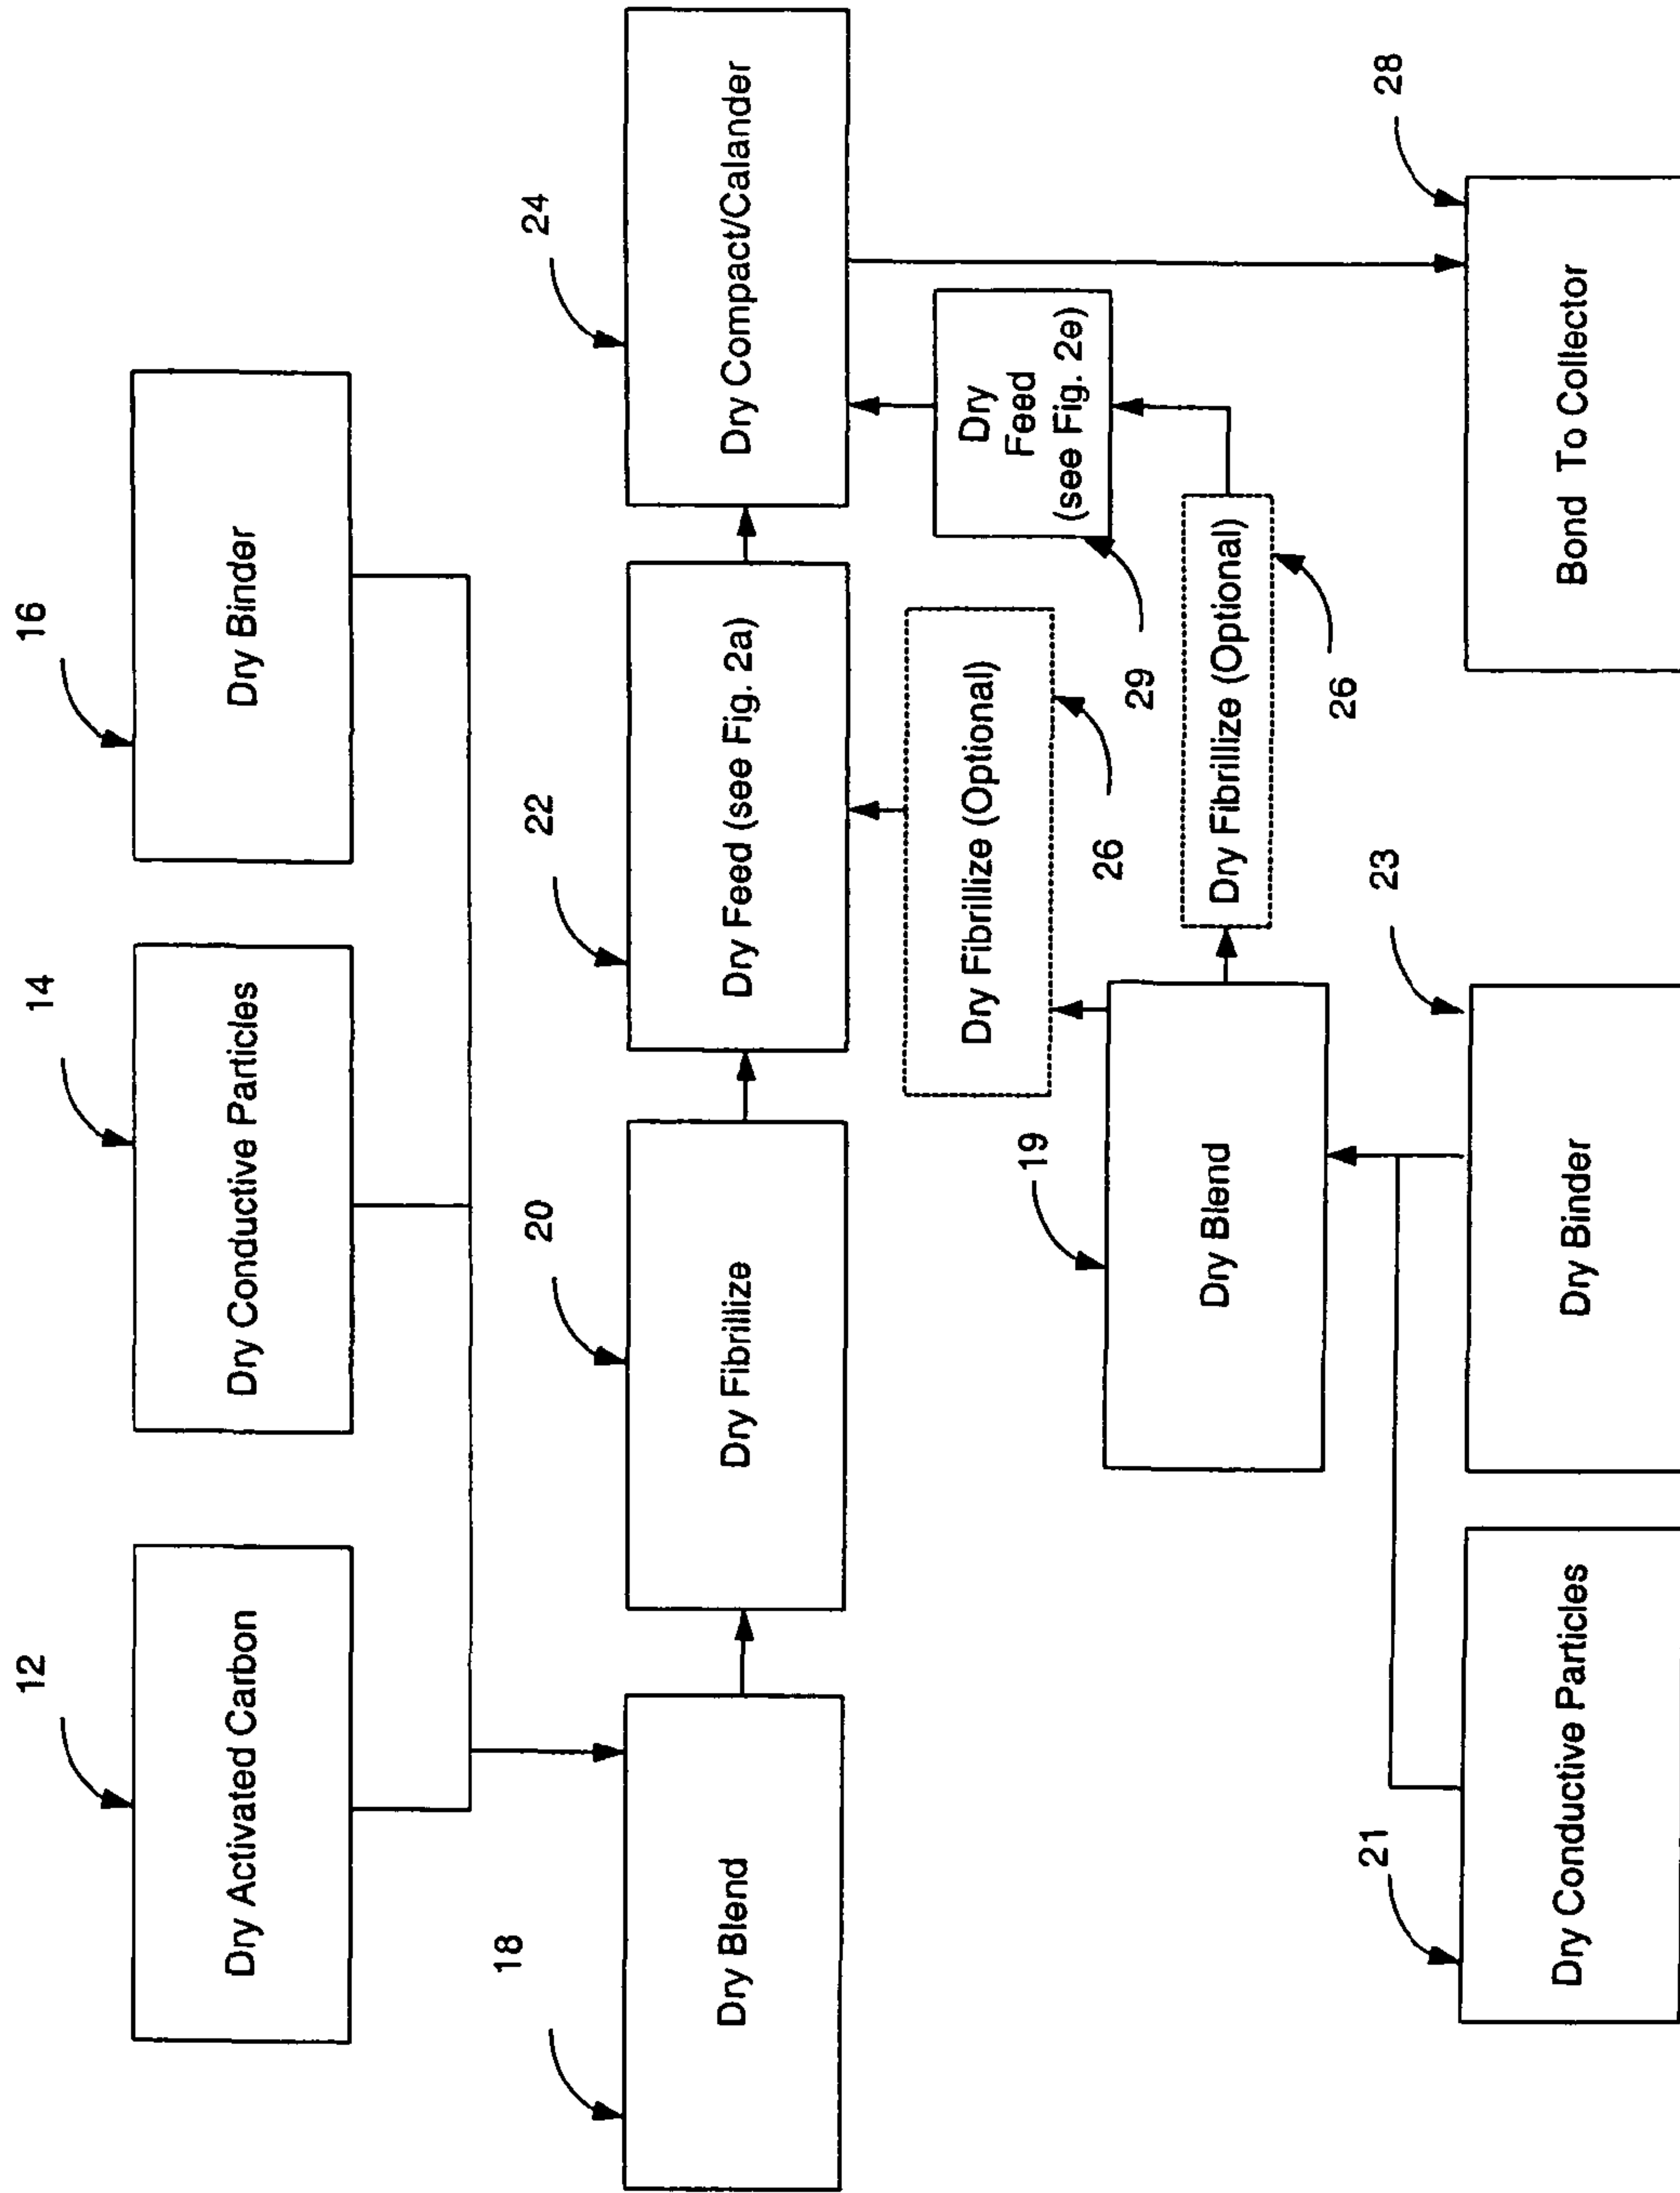 12
Dry Activated Carbon
14
Dry Conductive Particles
16
Dry Binder
18
Dry Blend
20
Dry Fibrillize
22
Dry Feed (see Fig. 2a)
24
Dry Compact/Calander
Dry Fibrillize (Optional)
26
Dry
Feed
(see Fig. 2e)
29
19
Dry Blend
Dry Fibrillize (Optional)
26
21
Dry Conductive Particles
23
Dry Binder
28
Bond To Collector